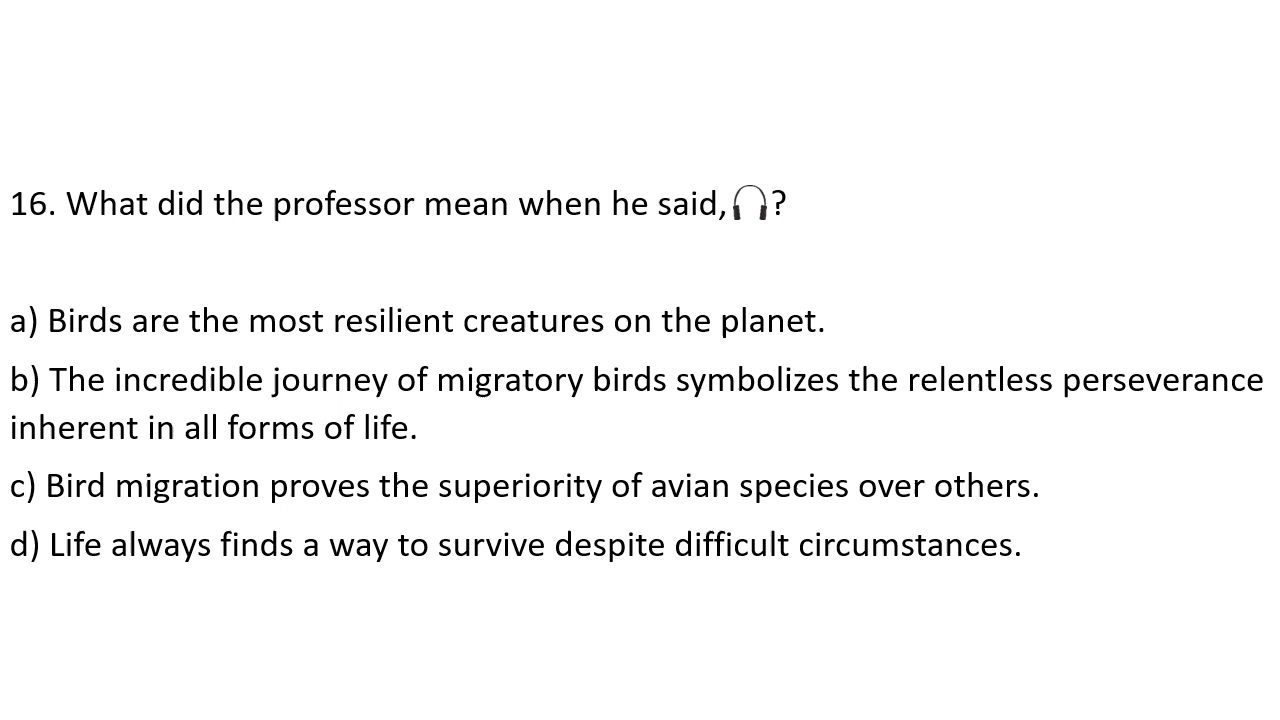 16. What did the professor mean when he said, ?
a) Birds are the most resilient creatures on the planet.
b) The incredible journey of migratory birds symbolizes the relentless perseverance
inherent in all forms of life.
c) Bird migration proves the superiority of avian species over others.
d) Life always finds a way to survive despite difficult circumstances.